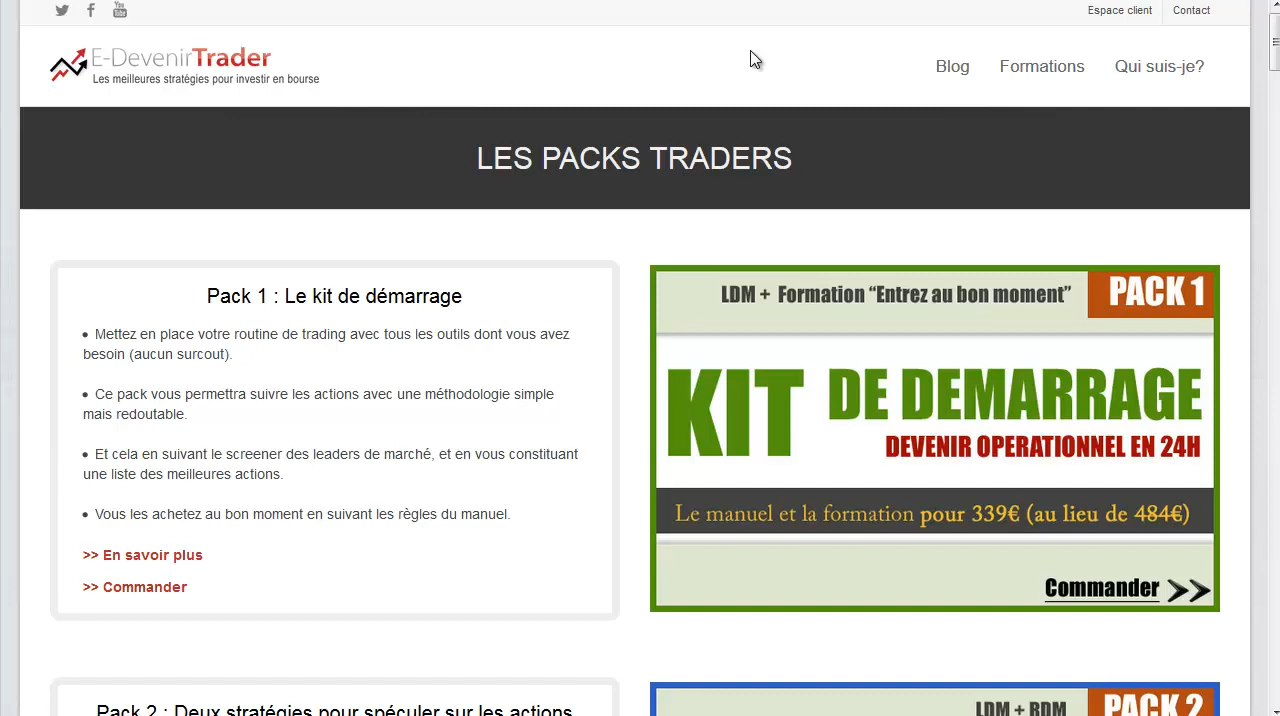 You Tube
Espace client
Contact
E-DevenirTrader
Les meilleures stratégies pour investir en bourse
Blog
Formations
Qui suis-je?
LES PACKS TRADERS
Pack 1 : Le kit de démarrage
• Mettez en place votre routine de trading avec tous les outils dont vous avez
besoin (aucun surcout).
• Ce pack vous permettra suivre les actions avec une méthodologie simple
mais redoutable.
• Et cela en suivant le screener des leaders de marché, et en vous constituant
une liste des meilleures actions.
• Vous les achetez au bon moment en suivant les règles du manuel.
>> En savoir plus
>> Commander
LDM + Formation “Entrez au bon moment”
PACK 1
KIT DE DEMARRAGE
DEVENIR OPERATIONNEL EN 24H
Le manuel et la formation pour 339€ (au lieu de 484€)
Commander >>
Pack 2 : Deux stratégies pour spéculer sur les actions
LDM + RDM
PACK 2